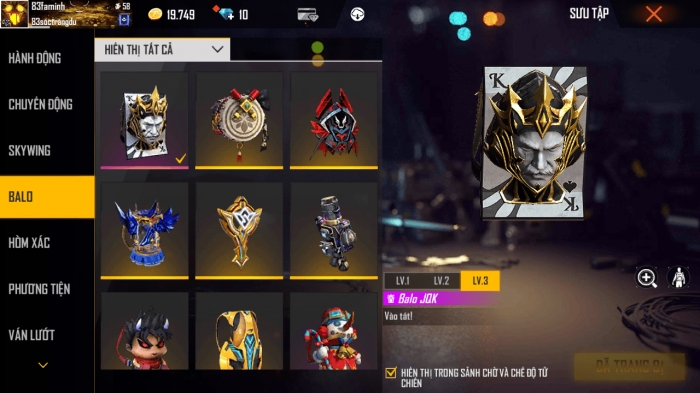 B3faminh
58
B3soctrangdu
19.749
10
SƯU TẬP
HÀNH ĐỘNG
CHUYỂN ĐỘNG
SKYWING
BALO
HÒM XÁC
PHƯƠNG TIỆN
VÁN LƯỚT
HIỂN THỊ TẤT CẢ
K
K
K
K
LV.1
LV.2
LV.3
Balo JQK
Vào tất!
HIỂN THỊ TRONG SẢNH CHỜ VÀ CHẾ ĐỘ TỬ
CHIẾN
ĐÃ TRANG BỊ